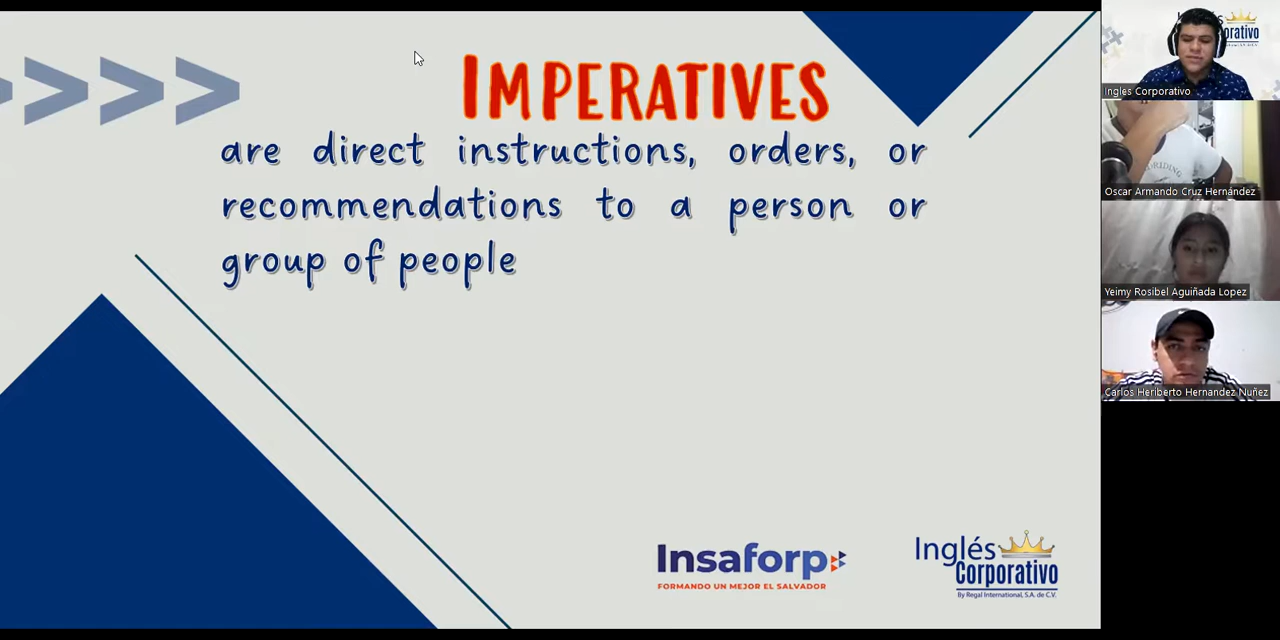 IMPERATIVES
are direct instructions, orders, or
recommendations to a person or
group of people
Insaforp
FORMANDO UN MEJOR EL SALVADOR
Inglés
Corporativo
By Regal International, S.A. de C.V.
Ingles Corporativo
Oscar Armando Cruz Hernández
Yeimy Rosibel Aguiñada Lopez
Carlos Heriberto Hernandez Nuñez